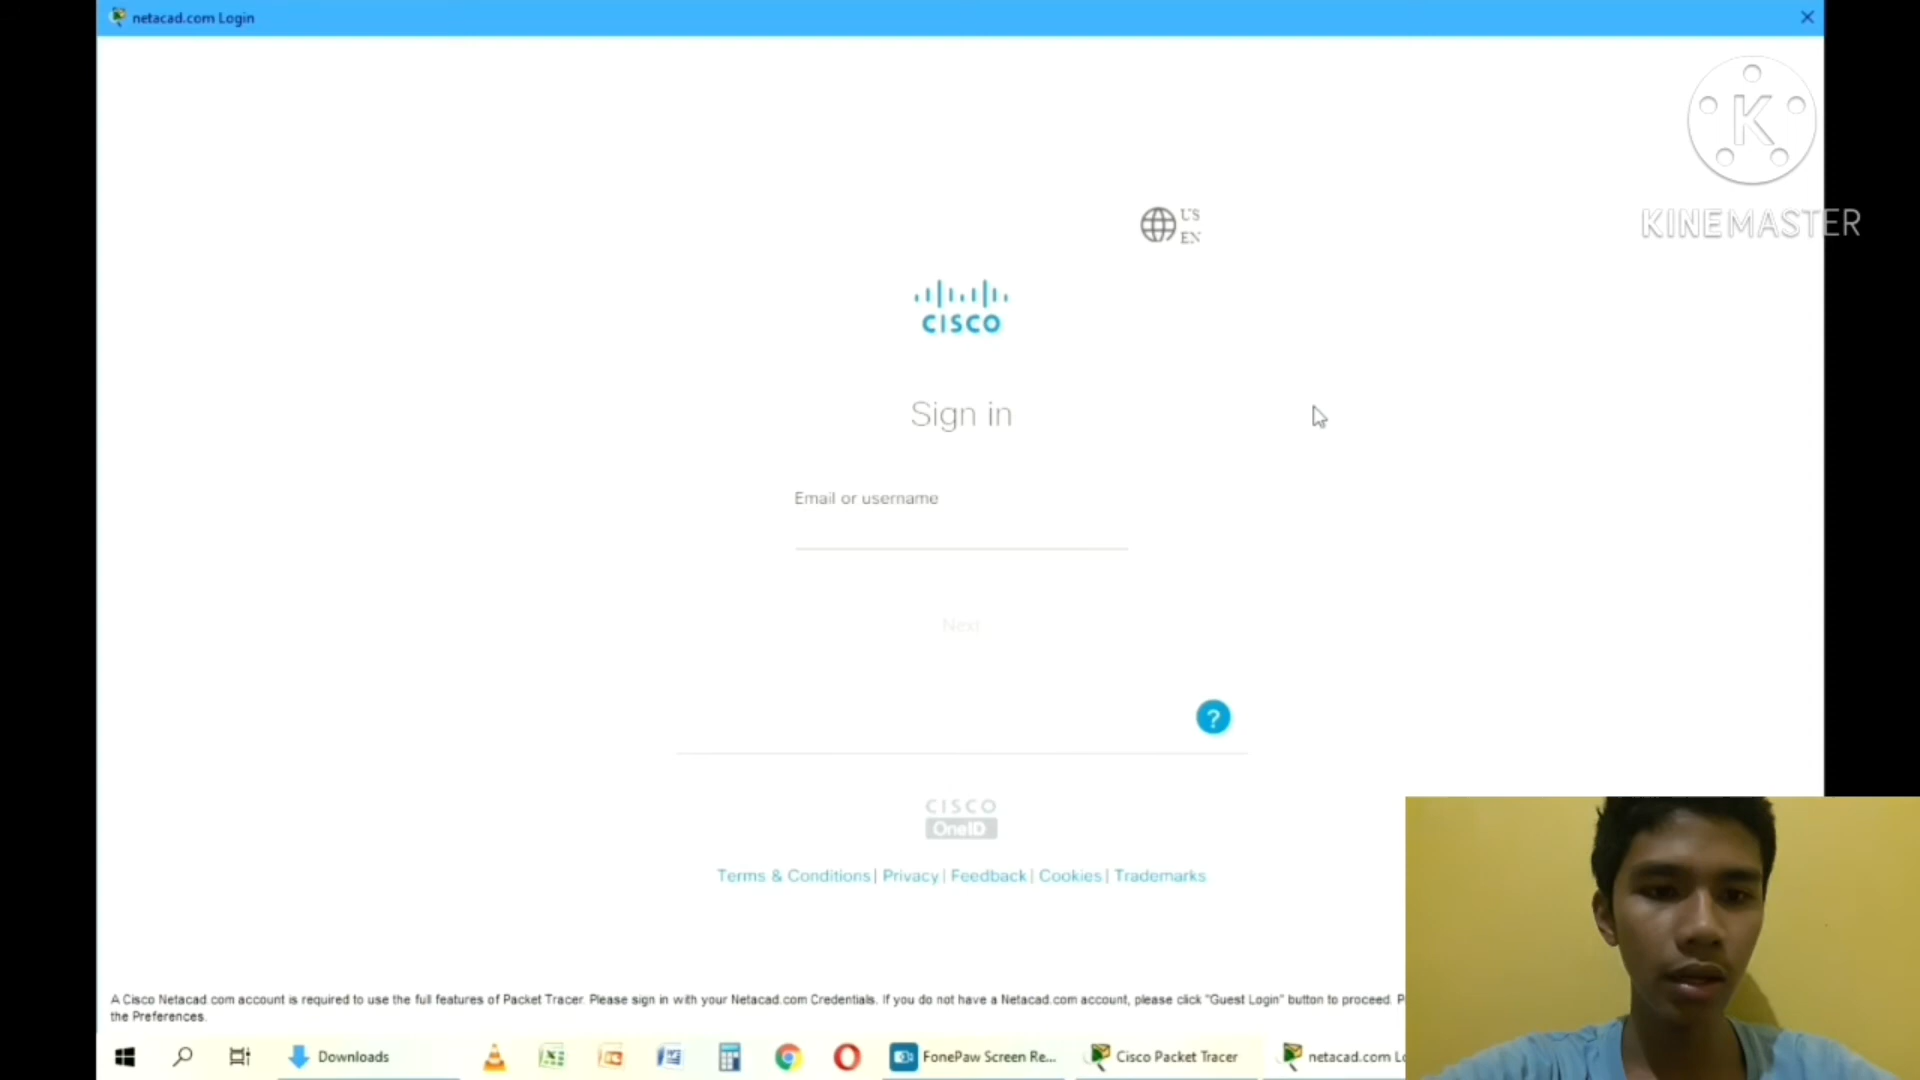 netacad.com Login
K
KINEMASTER
US
EN
CISCO
Sign in
Email or username
Next
?
CISCO
OneID
Terms & Conditions| Privacy| Feedback| Cookies| Trademarks
A Cisco Netacad.com account is required to use the full features of Packet Tracer. Please sign in with your Netacad.com Credentials. If you do not have a Netacad.com account, please click "Guest Login" button to proceed. P
the Preferences.
Downloads
FonePaw Screen Re...
Cisco Packet Tracer
netacad.com Lo